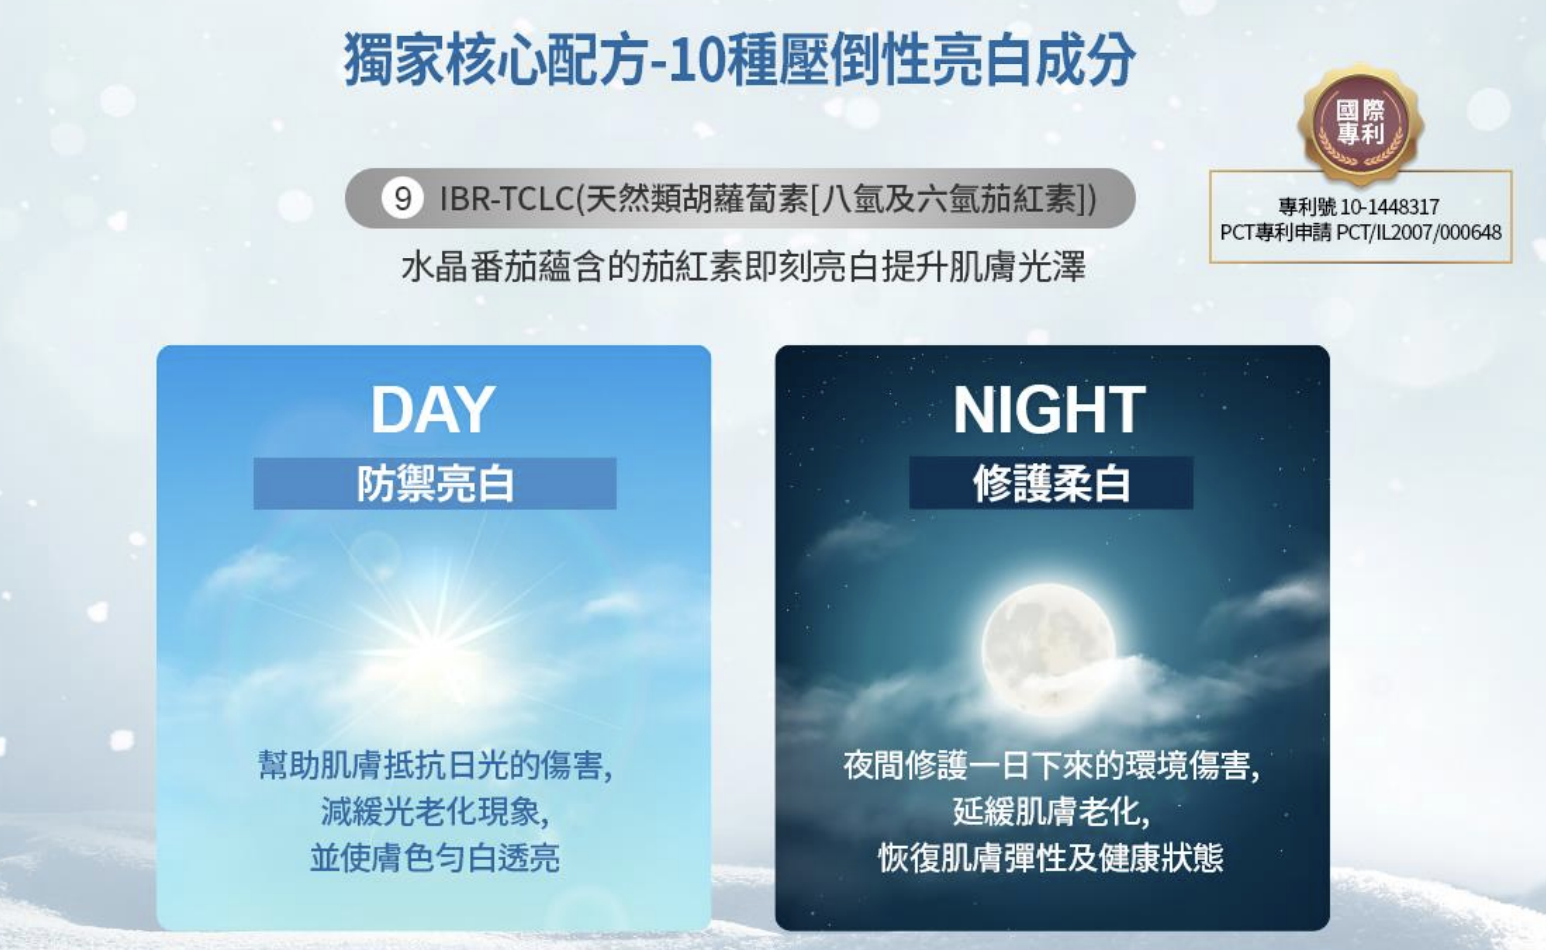 獨家核心配方-10種壓倒性亮白成分
國際
專利
9 IBR-TCLC(天然類胡蘿蔔素[八氫及六氫茄紅素])
專利號 10-1448317
PCT專利申請 PCT/IL2007/000648
水晶番茄蘊含的茄紅素即刻亮白提升肌膚光澤
DAY
防禦亮白
幫助肌膚抵抗日光的傷害,
減緩光老化現象,
並使膚色勻白透亮
NIGHT
修護柔白
夜間修護一日下來的環境傷害,
延緩肌膚老化,
恢復肌膚彈性及健康狀態